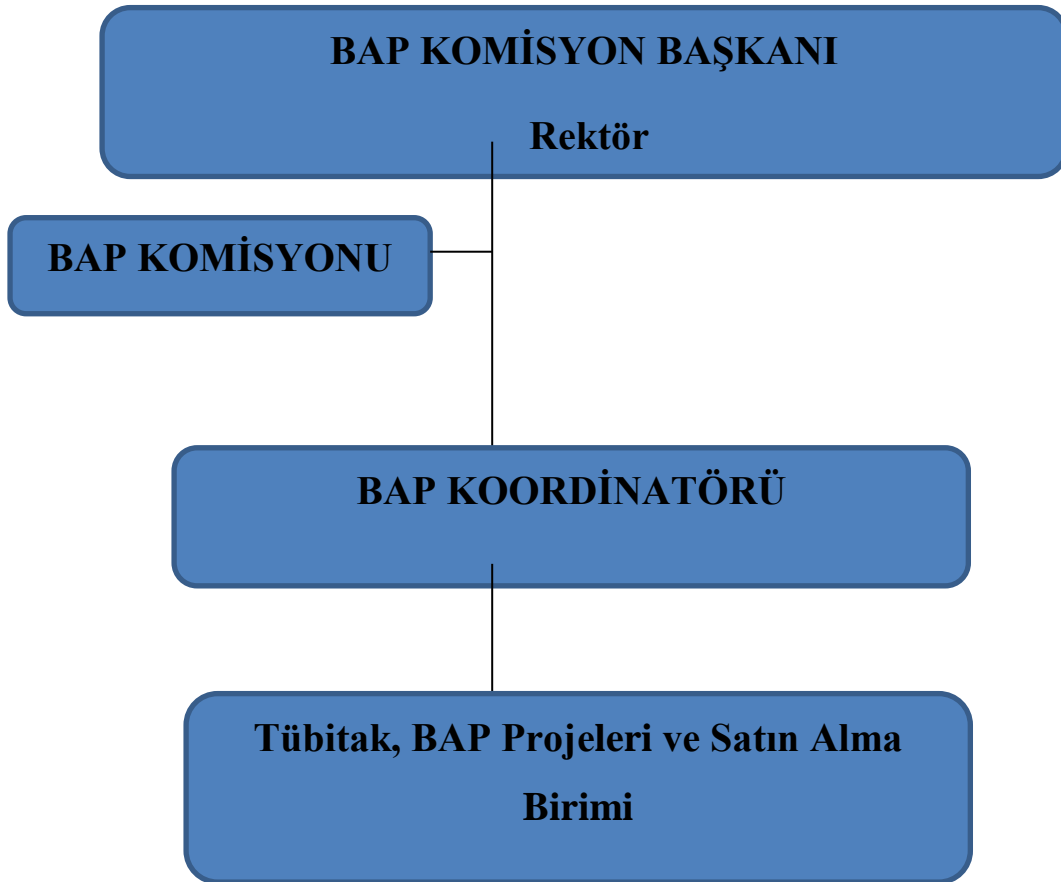 BAP KOMİSYON BAŞKANI
Rektör
BAP KOMİSYONU
BAP KOORDİNATÖRÜ
Tübitak, BAP Projeleri ve Satın Alma
Birimi